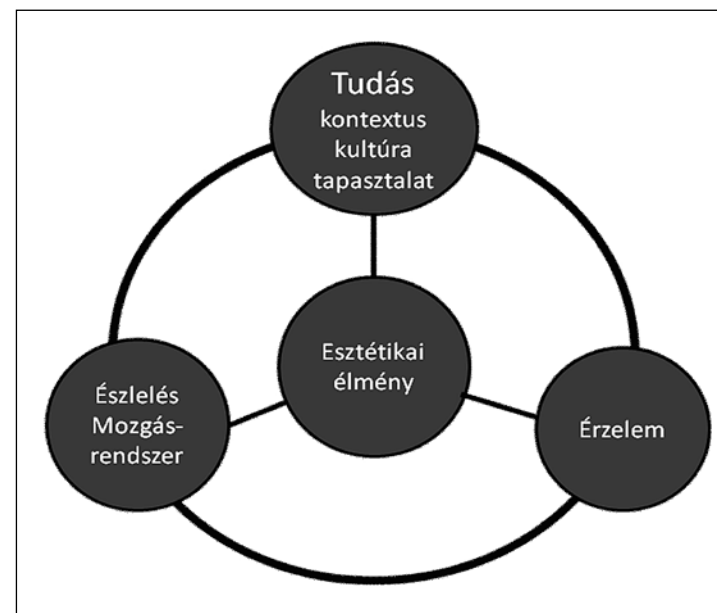 Tudás
kontextus
kultúra
tapasztalat
Esztétikai
élmény
Észlelés
Mozgás-
rendszer
Érzelem